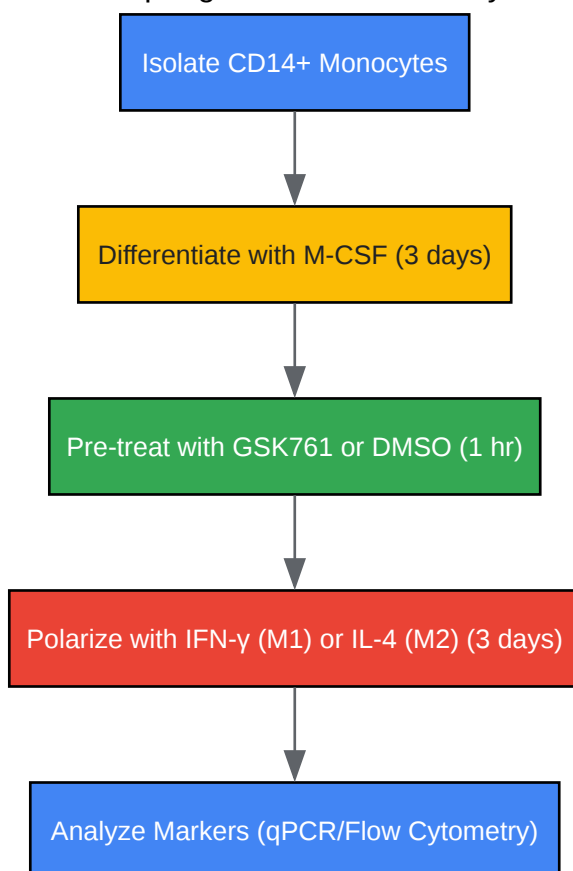 Isolate CD14+ Monocytes
Differentiate with M-CSF (3 days)
Pre-treat with GSK761 or DMSO (1 hr)
Polarize with IFN-γ (M1) or IL-4 (M2) (3 days)
Analyze Markers (qPCR/Flow Cytometry)